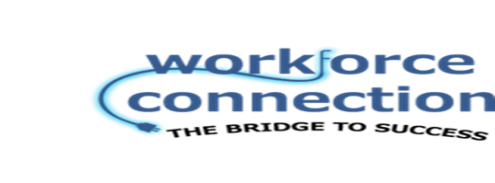 workforce
connection
THE BRIDGE TO SUCCESS